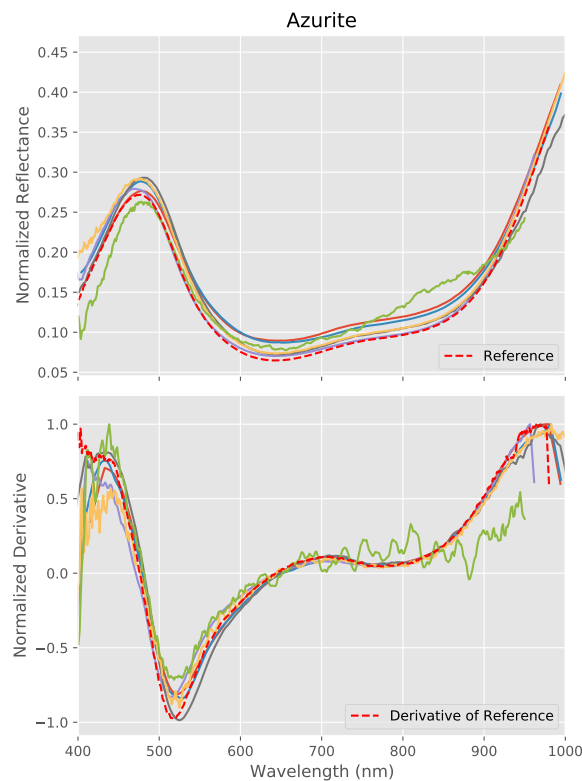 Azurite
Normalized Reflectance
0.45
0.40
0.35
0.30
0.25
0.20
0.15
0.10
0.05
Reference
Normalized Derivative
1.0
0.5
0.0
−0.5
−1.0
Derivative of Reference
400 500 600 700 800 900 1000
Wavelength (nm)